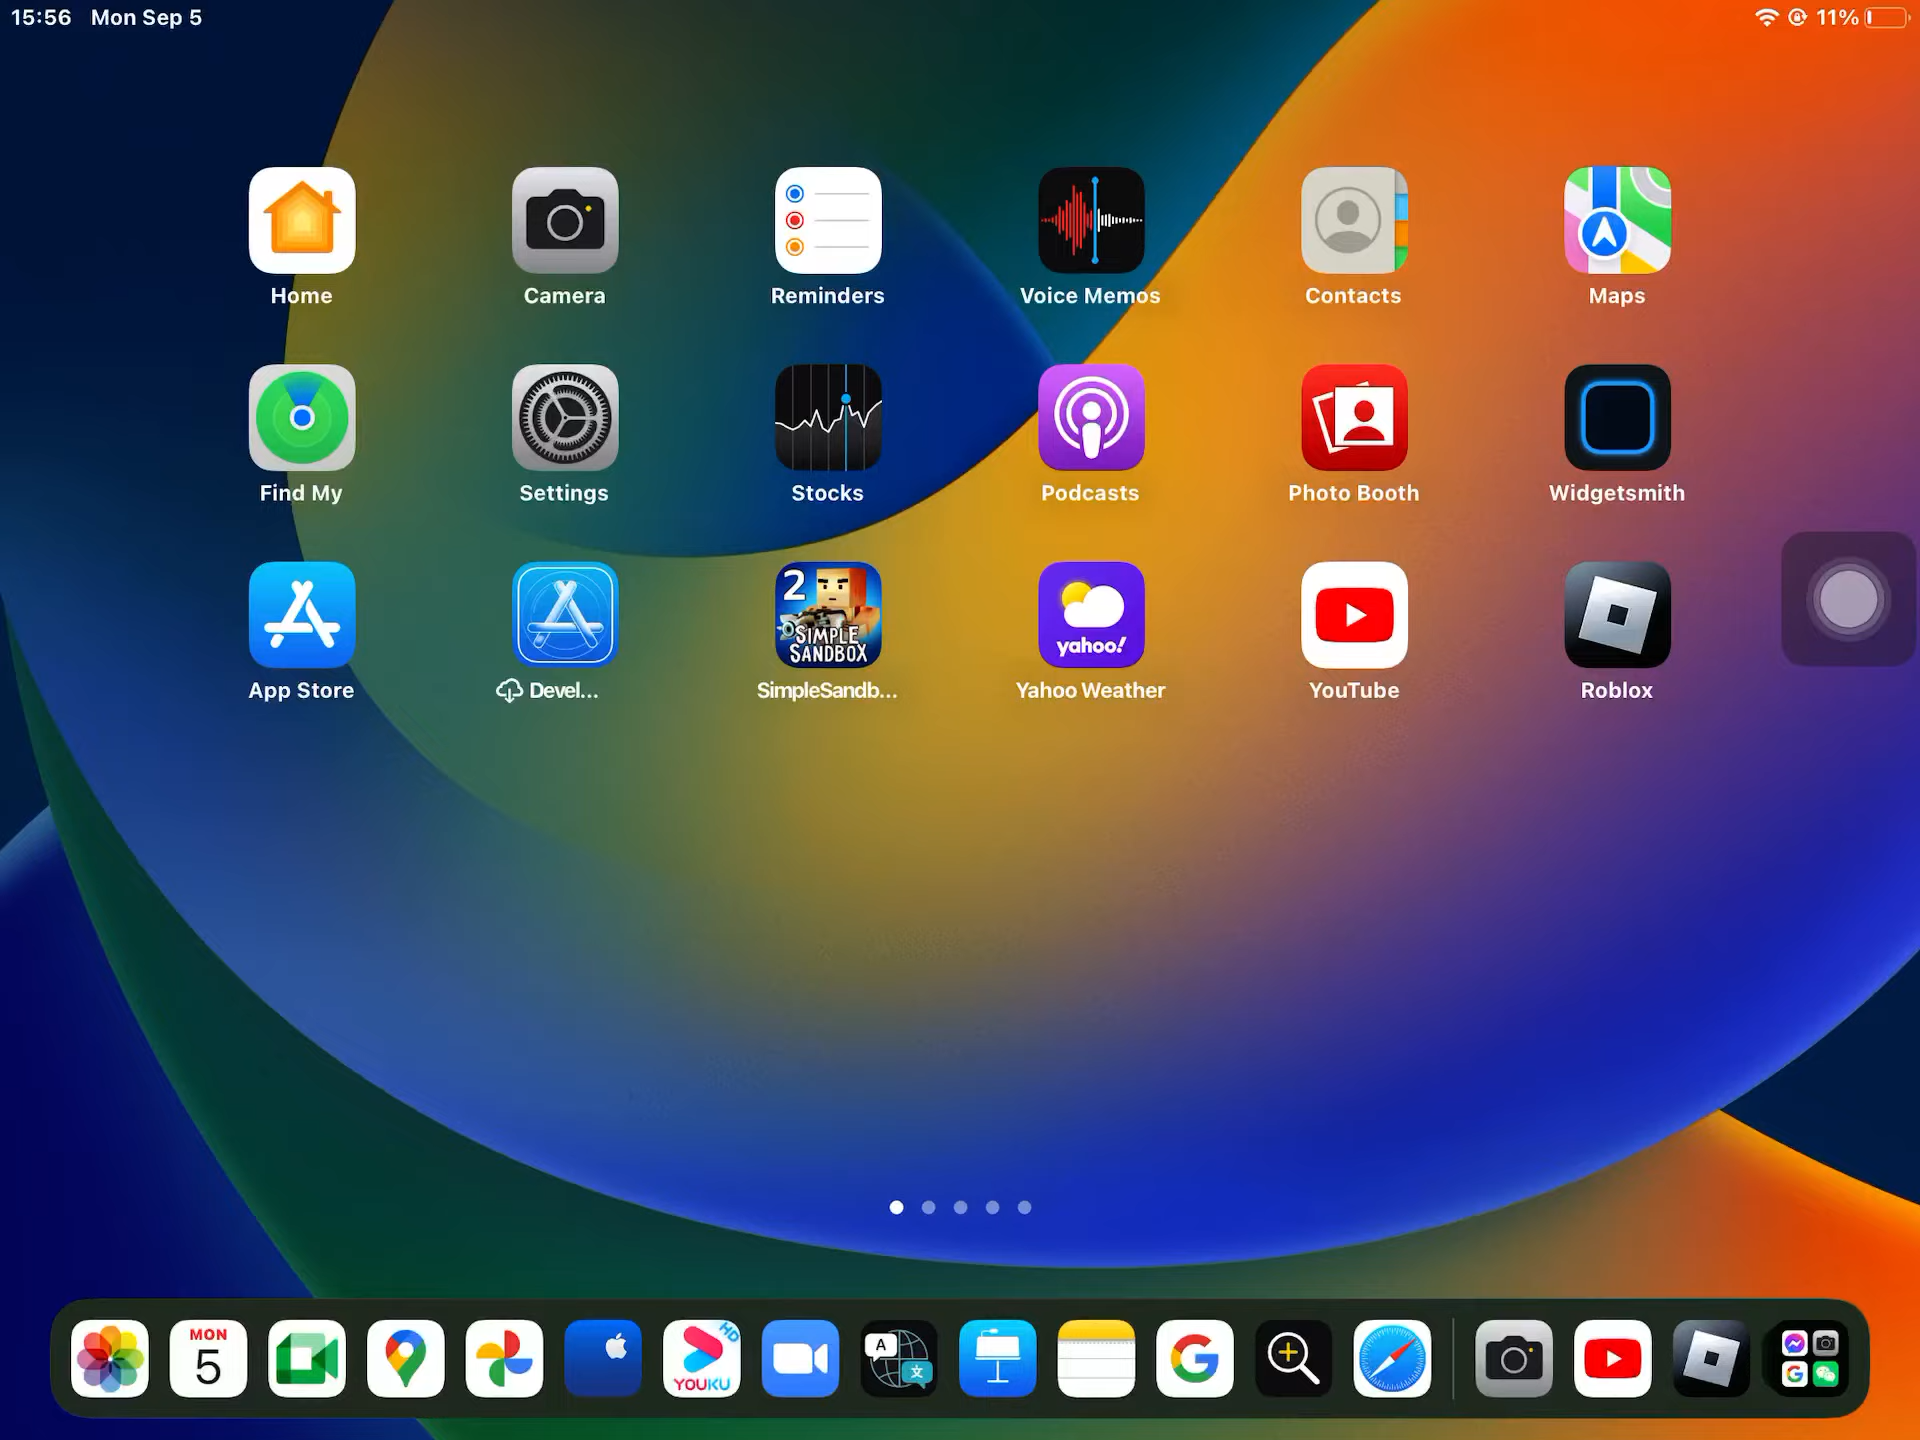 15:56 Mon Sep 5
11%
Home
Camera
Reminders
Voice Memos
Contacts
Maps
Find My
Settings
Stocks
Podcasts
Photo Booth
Widgetsmith
2
SIMPLE
SANDBOX
yahoo!
App Store
Devel...
SimpleSandb...
Yahoo Weather
YouTube
Roblox
MON
5
HD
YOUKU
A
文